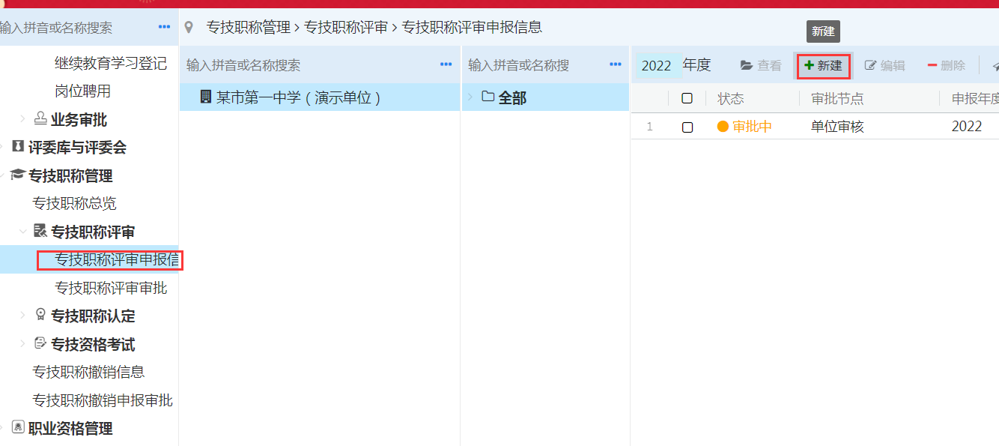 输入拼音或名称搜索
继续教育学习登记
岗位聘用
业务审批
评委库与评委会
专技职称管理
专技职称总览
专技职称评审
专技职称评审申报信
专技职称评审审批
专技职称认定
专技资格考试
专技职称撤销信息
专技职称撤销申报审批
职业资格管理
专技职称管理 > 专技职称评审 > 专技职称评审申报信息
新建
输入拼音或名称搜索
某市第一中学（演示单位）
输入拼音或名称搜
全部
2022 年度 查看 新建 编辑 删除
状态 审批节点 申报年度
1 审批中 单位审核 2022